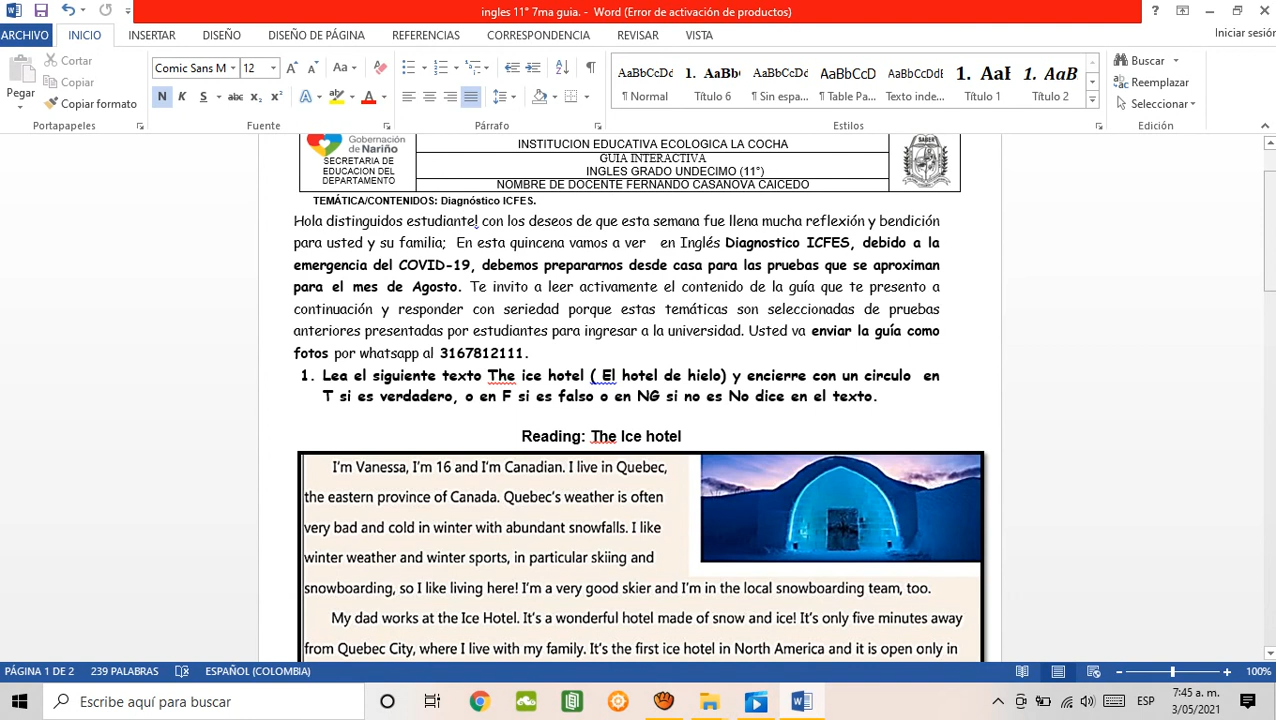 ingles 11° 7ma guia. - Word (Error de activación de productos)
ARCHIVO INICIO INSERTAR DISEÑO DISEÑO DE PÁGINA REFERENCIAS CORRESPONDENCIA REVISAR VISTA Iniciar sesión
Cortar
Copiar
Copiar formato
Pegar
Portapapeles
Comic Sans M 12
Fuente
Párrafo
AaBbCcDd 1. AaBb AaBbCcDd AaBbCcDd AaBbCcDdE 1. AaB 1. AaB
¶ Normal Título 6 ¶ Sin espa... ¶ Table Pa... Texto inde... Título 1 Título 2
Estilos
Buscar
Reemplazar
Seleccionar
Edición
Gobernación
de Nariño
SECRETARIA DE
EDUCACION DEL
DEPARTAMENTO
INSTITUCION EDUCATIVA ECOLOGICA LA COCHA
GUIA INTERACTIVA
INGLES GRADO UNDECIMO (11°)
NOMBRE DE DOCENTE FERNANDO CASANOVA CAICEDO
SABER
TEMÁTICA/CONTENIDOS: Diagnóstico ICFES.
Hola distinguidos estudiante! con los deseos de que esta semana fue llena mucha reflexión y bendición
para usted y su familia; En esta quincena vamos a ver en Inglés Diagnostico ICFES, debido a la
emergencia del COVID-19, debemos prepararnos desde casa para las pruebas que se aproximan
para el mes de Agosto. Te invito a leer activamente el contenido de la guía que te presento a
continuación y responder con seriedad porque estas temáticas son seleccionadas de pruebas
anteriores presentadas por estudiantes para ingresar a la universidad. Usted va enviar la guía como
fotos por whatsapp al 3167812111.
1. Lea el siguiente texto The ice hotel ( El hotel de hielo) y encierre con un circulo en
T si es verdadero, o en F si es falso o en NG si no es No dice en el texto.
Reading: The Ice hotel
I'm Vanessa, I'm 16 and I'm Canadian. I live in Quebec,
the eastern province of Canada. Quebec's weather is often
very bad and cold in winter with abundant snowfalls. I like
winter weather and winter sports, in particular skiing and
snowboarding, so I like living here! I'm a very good skier and I'm in the local snowboarding team, too.
My dad works at the Ice Hotel. It's a wonderful hotel made of snow and ice! It's only five minutes away
from Quebec City, where I live with my family. It's the first ice hotel in North America and it is open only in
PÁGINA 1 DE 2 239 PALABRAS ESPAÑOL (COLOMBIA) 100%
Escribe aquí para buscar
ESP
7:45 a. m.
3/05/2021